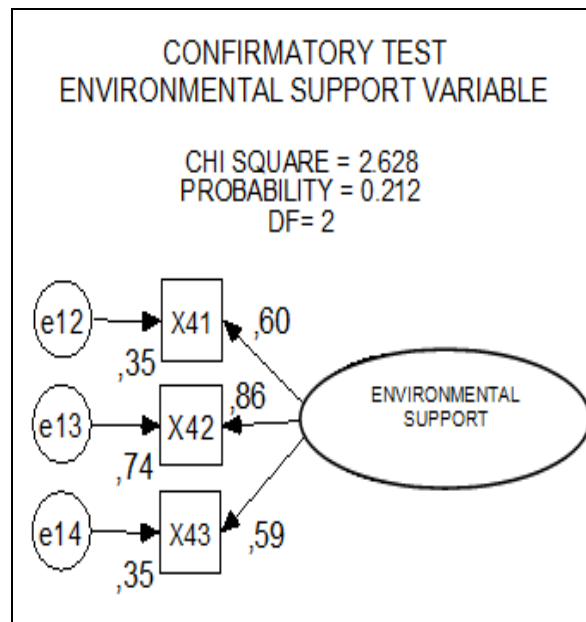 CONFIRMATORY TEST
ENVIRONMENTAL SUPPORT VARIABLE
CHI SQUARE = 2.628
PROBABILITY = 0.212
DF= 2
e12
X41
,60
,35
ENVIRONMENTAL
SUPPORT
,86
e13
X42
,74
e14
X43
,59
,35